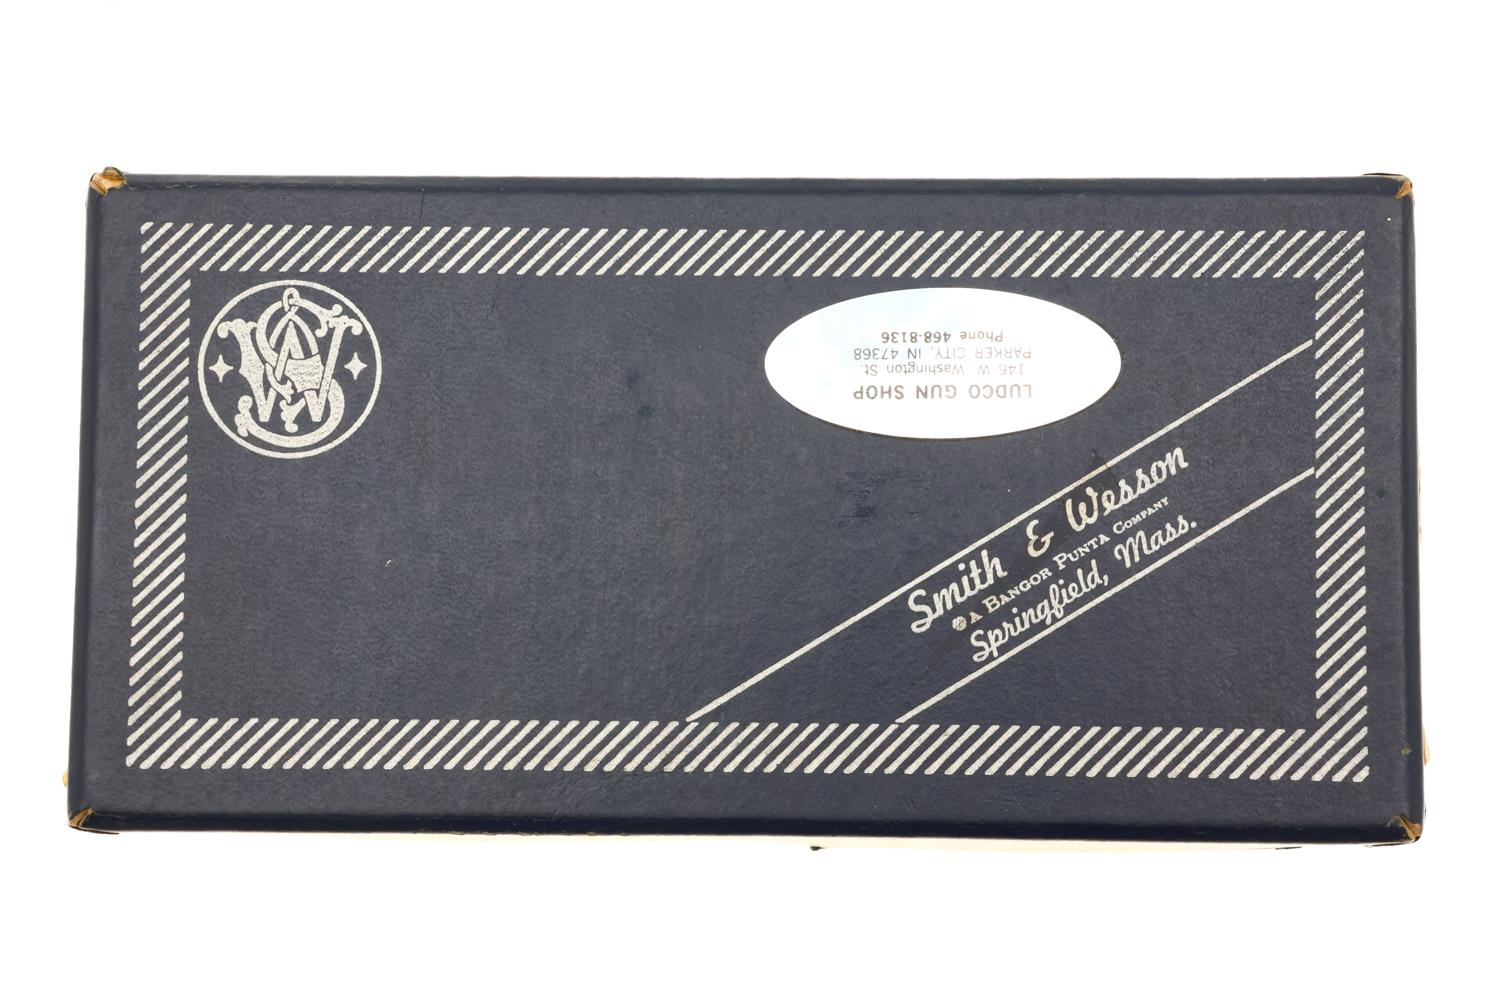 SW
LUDCO GUN SHOP
146 W. Washington St.
PARKER CITY, IN 47368
Phone 468-8136
Smith & Wesson
A BANGOR PUNTA COMPANY
Springfield, Mass.